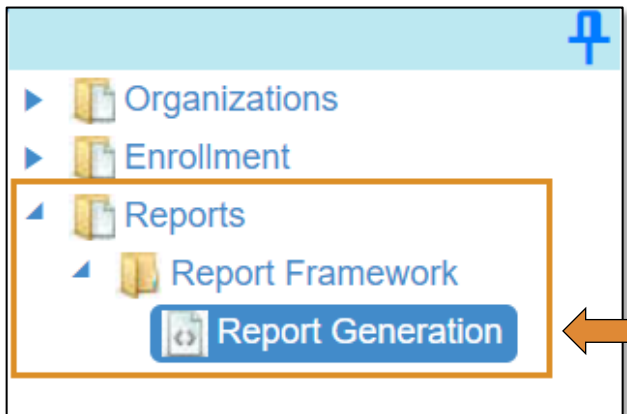 Organizations
Enrollment
Reports
Report Framework
Report Generation